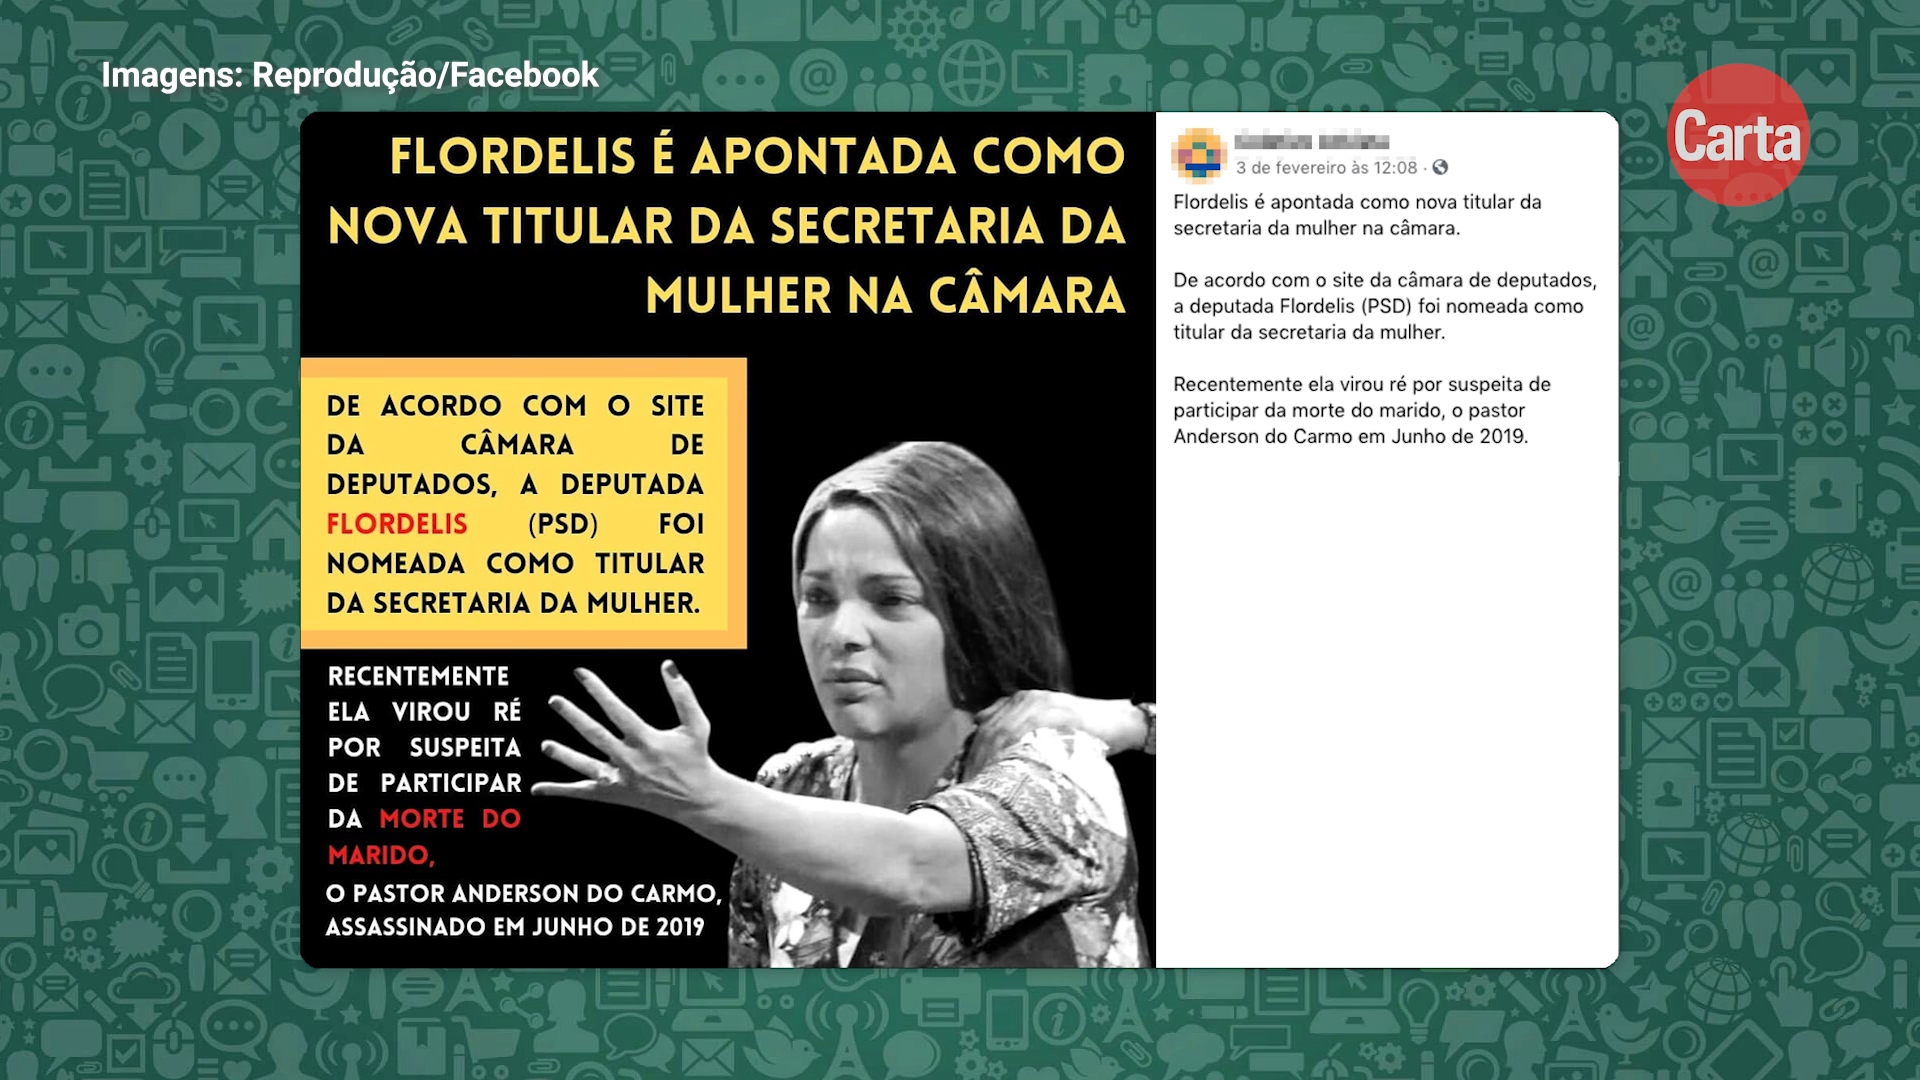 Imagens: Reprodução/Facebook
Carta
FLORDELIS É APONTADA COMO
NOVA TITULAR DA SECRETARIA DA
MULHER NA CÂMARA
DE ACORDO COM O SITE
DA CÂMARA DE
DEPUTADOS, A DEPUTADA
FLORDELIS (PSD) FOI
NOMEADA COMO TITULAR
DA SECRETARIA DA MULHER.
RECENTEMENTE
ELA VIROU RÉ
POR SUSPEITA
DE PARTICIPAR
DA MORTE DO
MARIDO,
O PASTOR ANDERSON DO CARMO,
ASSASSINADO EM JUNHO DE 2019
3 de fevereiro às 12:08 ·
Flordelis é apontada como nova titular da
secretaria da mulher na câmara.
De acordo com o site da câmara de deputados,
a deputada Flordelis (PSD) foi nomeada como
titular da secretaria da mulher.
Recentemente ela virou ré por suspeita de
participar da morte do marido, o pastor
Anderson do Carmo em Junho de 2019.